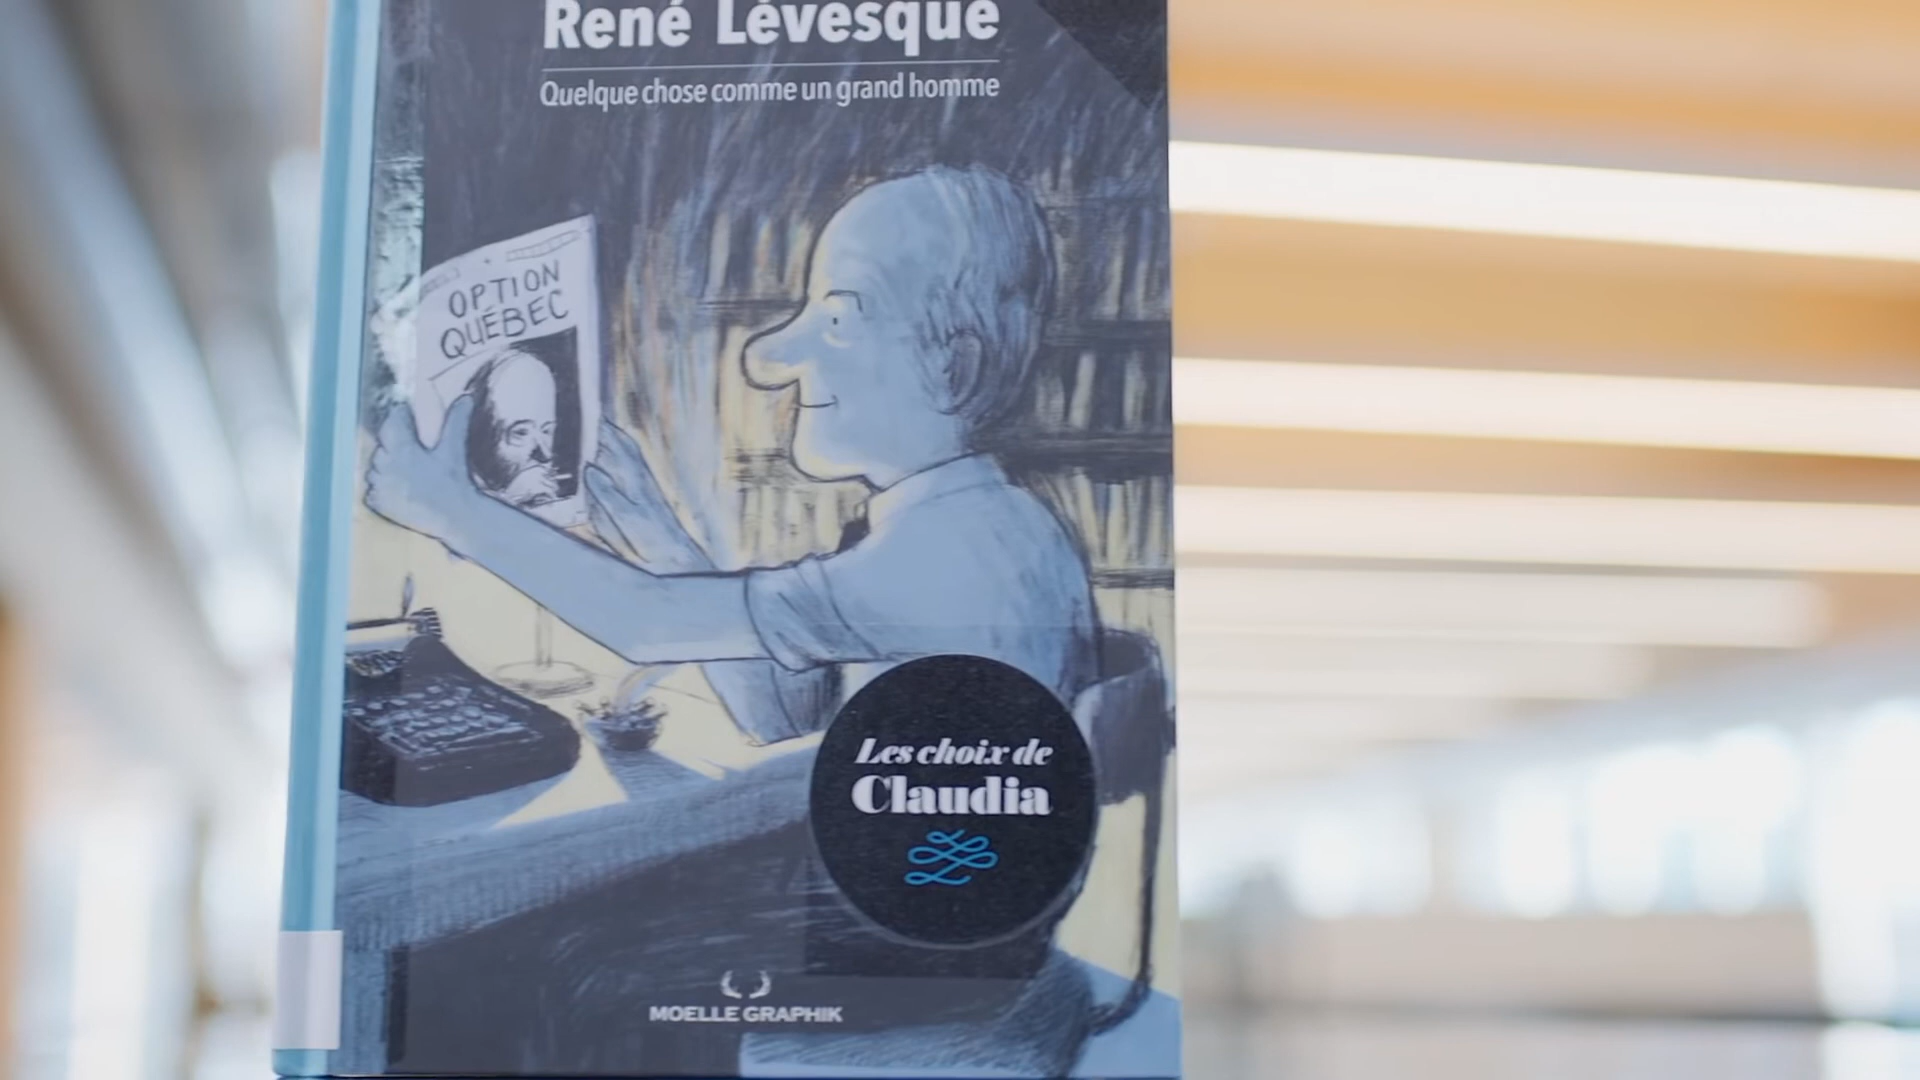 René Lévesque
Quelque chose comme un grand homme
OPTION
QUÉBEC
Les choix de
Claudia
MOELLE GRAPHIK